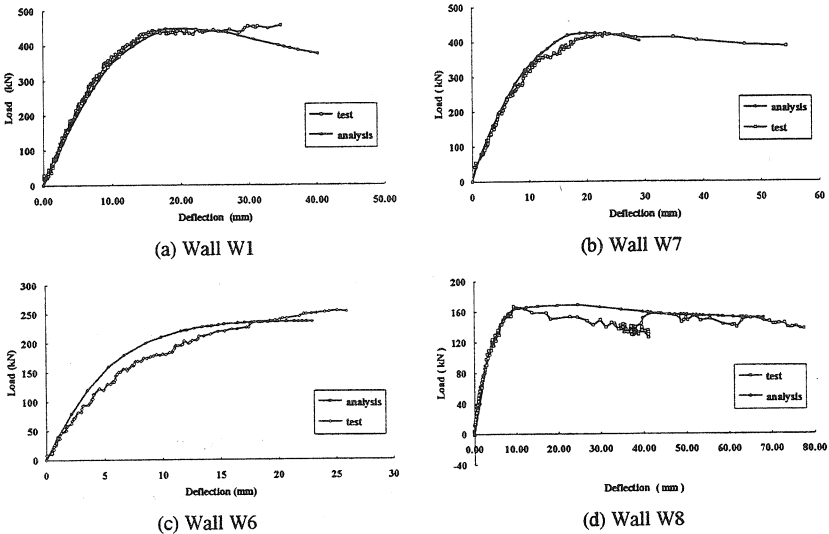 500
400
300
200
100
0
Load (kN)
test
analysis
0.00 10.00 20.00 30.00 40.00 50.00
Deflection (mm)
(a) Wall W1
500
400
300
200
100
0
Load ( kN )
analysis
test
0 10 20 30 40 50 60
Deflection (mm)
(b) Wall W7
300
250
200
150
100
50
0
Load (kN)
analysis
test
0 5 10 15 20 25 30
Deflection (mm)
(c) Wall W6
200
160
120
80
40
0
-40
Load ( kN )
test
analysis
0.00 10.00 20.00 30.00 40.00 50.00 60.00 70.00 80.00
Deflection ( mm )
(d) Wall W8